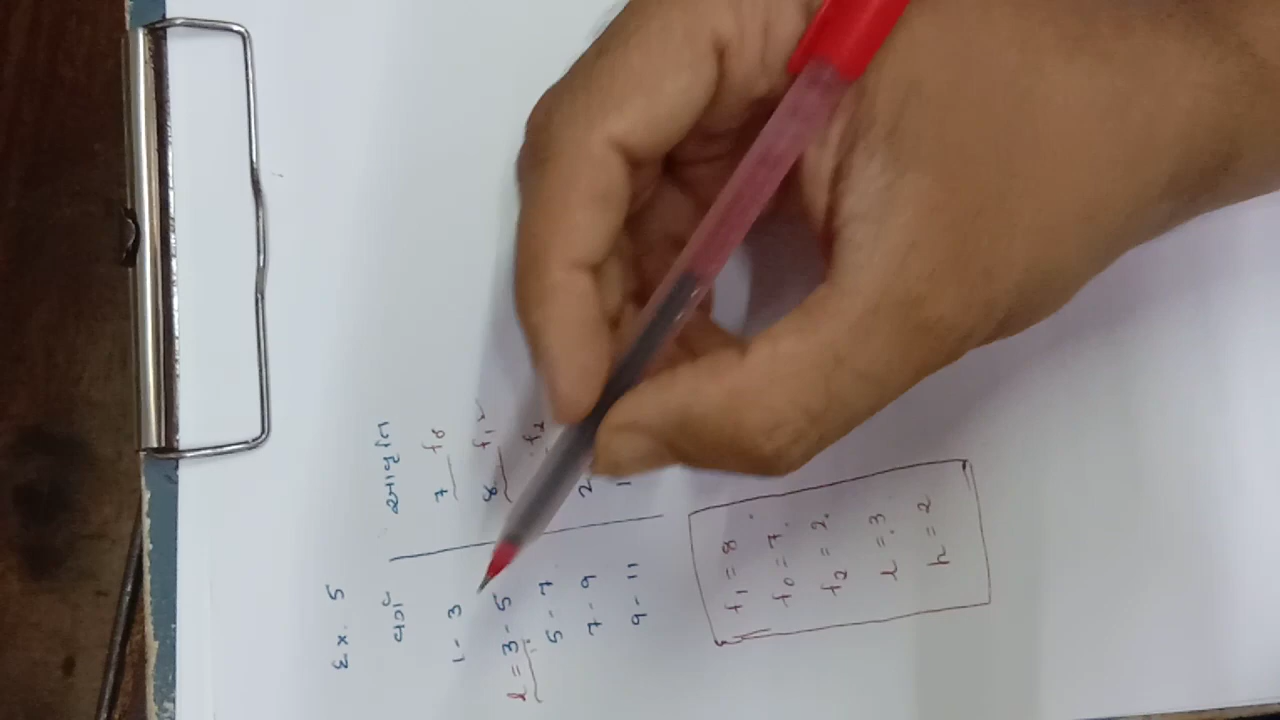 Ex. 5
વર્ગ આવૃત્તિ
1 - 3 7 f₀
l = 3 - 5 8 f₁ ✓
5 - 7 f₂
7 - 9 2
9 - 11 1
f₁ = 8
f₀ = 7
f₂ = 2
l = 3
h = 2